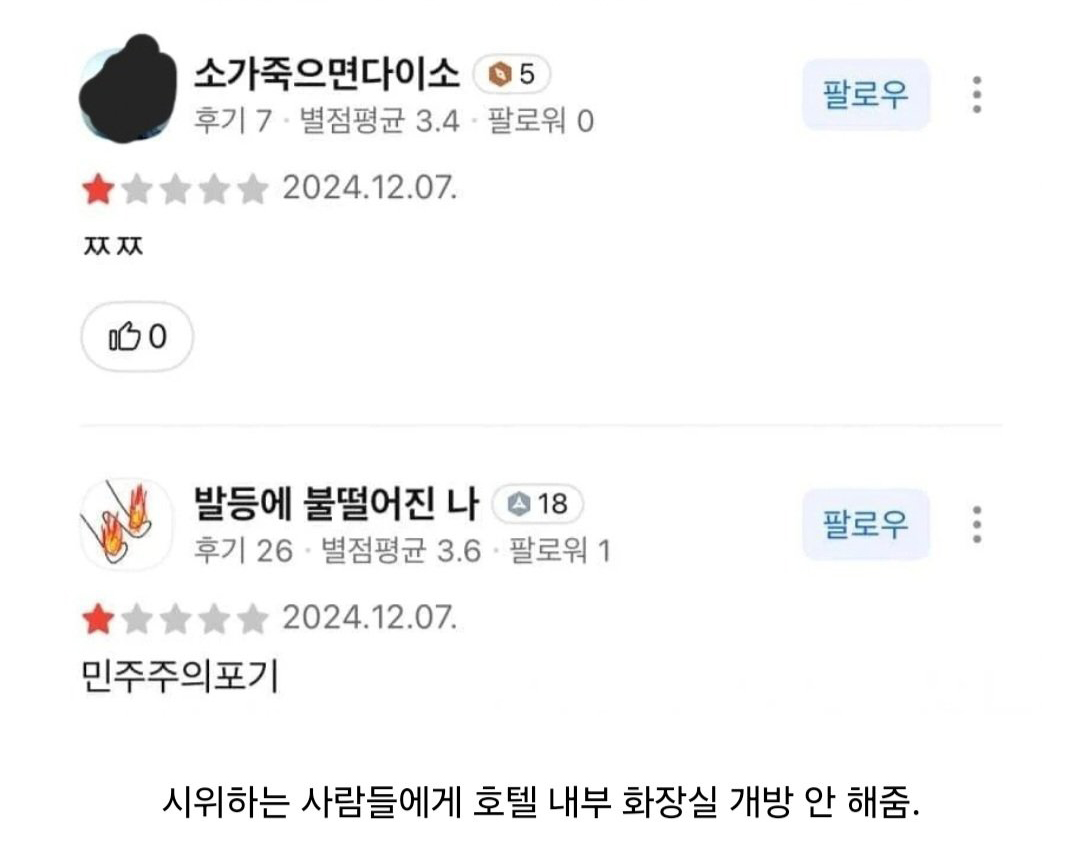 소가죽으면다이소 5
후기 7 · 별점평균 3.4 · 팔로워 0
팔로우
2024.12.07.
ㅉㅉ
0
발등에 불떨어진 나 18
후기 26 · 별점평균 3.6 · 팔로워 1
팔로우
2024.12.07.
민주주의포기
시위하는 사람들에게 호텔 내부 화장실 개방 안 해줌.